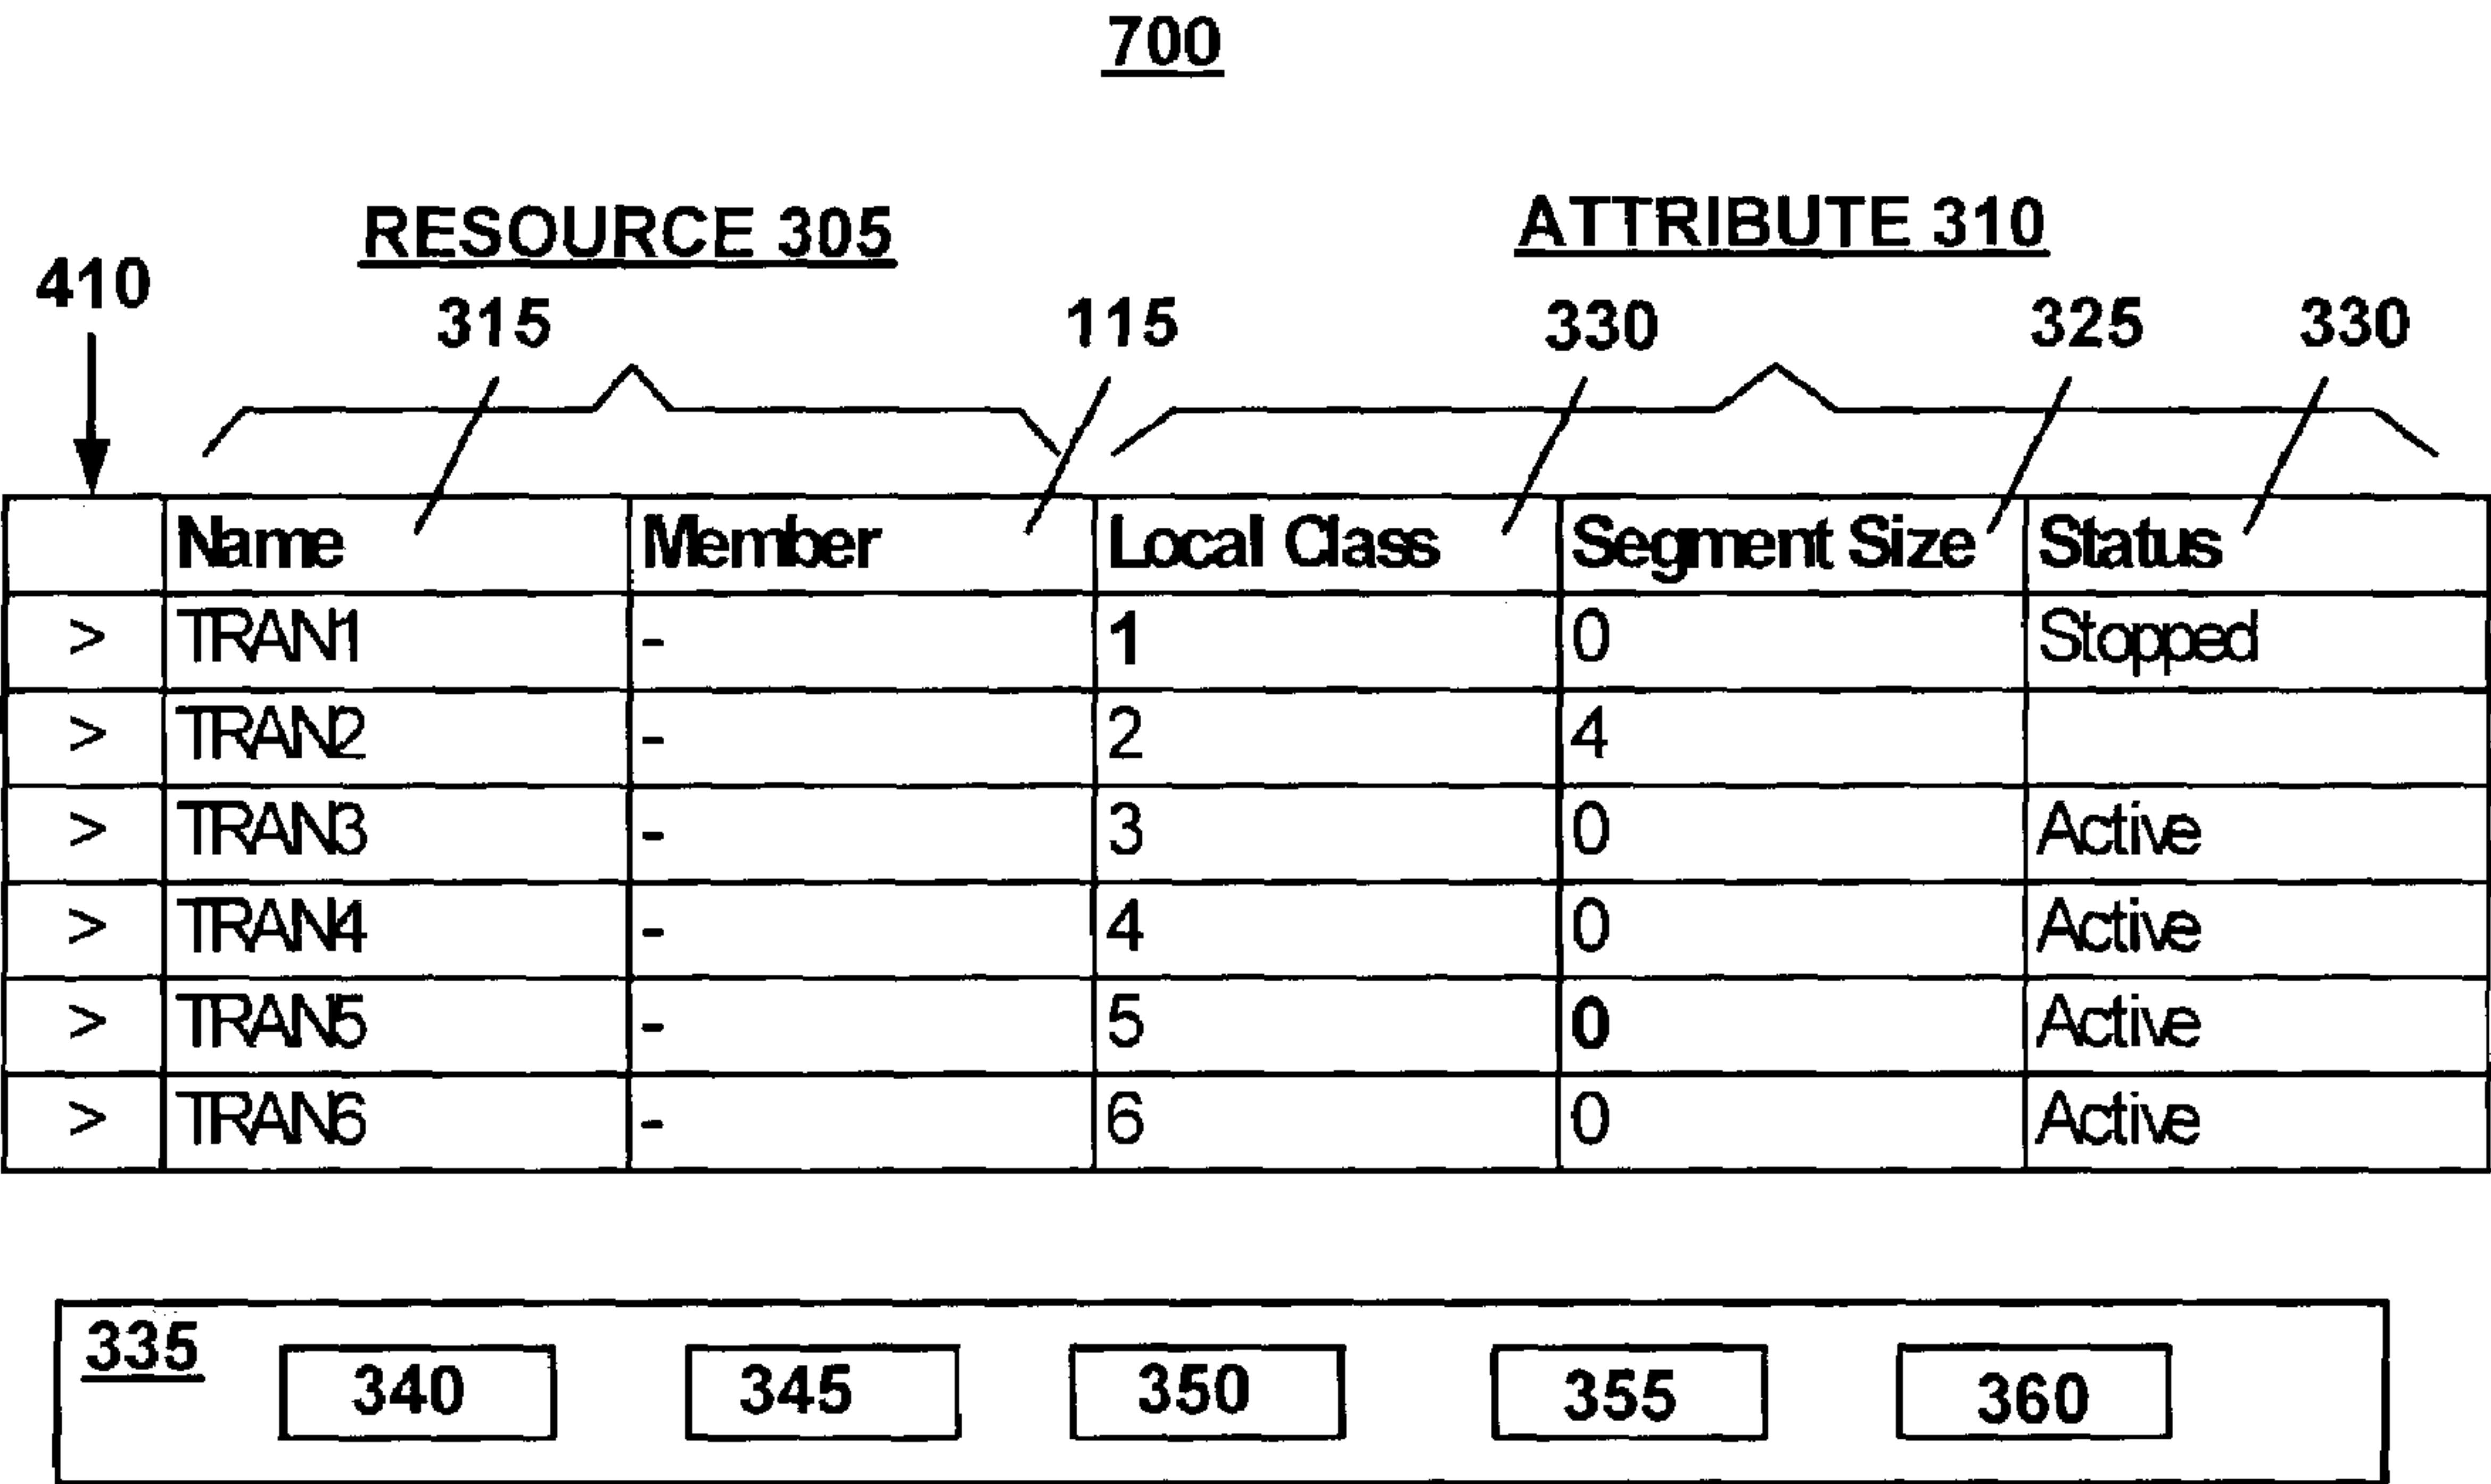 700
RESOURCE 305 ATTRIBUTE 310
410 315 115 330 325 330
Name Member Local Class Segment Size Status
> TRAN1 - 1 0 Stopped
> TRAN2 - 2 4
> TRAN3 - 3 0 Active
> TRAN4 - 4 0 Active
> TRAN5 - 5 0 Active
> TRAN6 - 6 0 Active
335 340 345 350 355 360